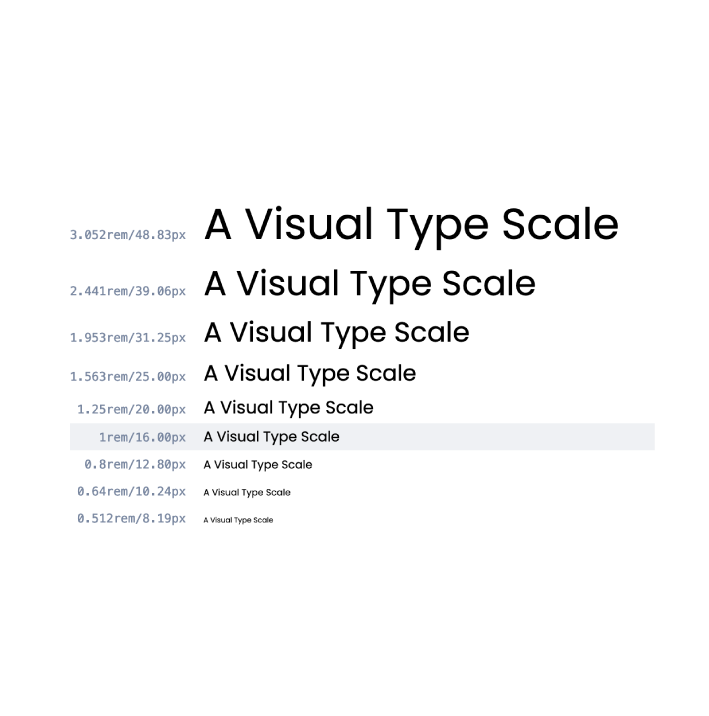 3.052rem/48.83px A Visual Type Scale
2.441rem/39.06px A Visual Type Scale
1.953rem/31.25px A Visual Type Scale
1.563rem/25.00px A Visual Type Scale
1.25rem/20.00px A Visual Type Scale
1rem/16.00px A Visual Type Scale
0.8rem/12.80px A Visual Type Scale
0.64rem/10.24px A Visual Type Scale
0.512rem/8.19px A Visual Type Scale